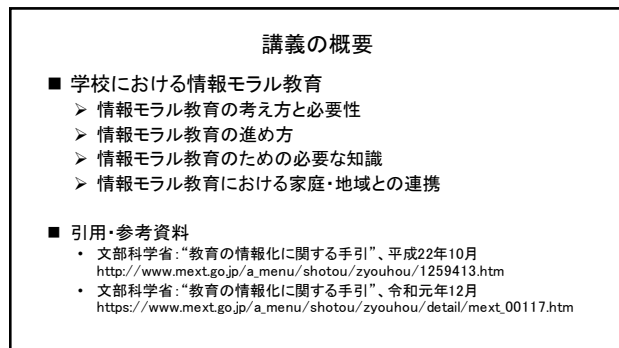 講義の概要
■ 学校における情報モラル教育
➢ 情報モラル教育の考え方と必要性
➢ 情報モラル教育の進め方
➢ 情報モラル教育のための必要な知識
➢ 情報モラル教育における家庭・地域との連携
■ 引用・参考資料
• 文部科学省：“教育の情報化に関する手引”、平成22年10月
http://www.mext.go.jp/a_menu/shotou/zyouhou/1259413.htm
• 文部科学省：“教育の情報化に関する手引”、令和元年12月
https://www.mext.go.jp/a_menu/shotou/zyouhou/detail/mext_00117.htm